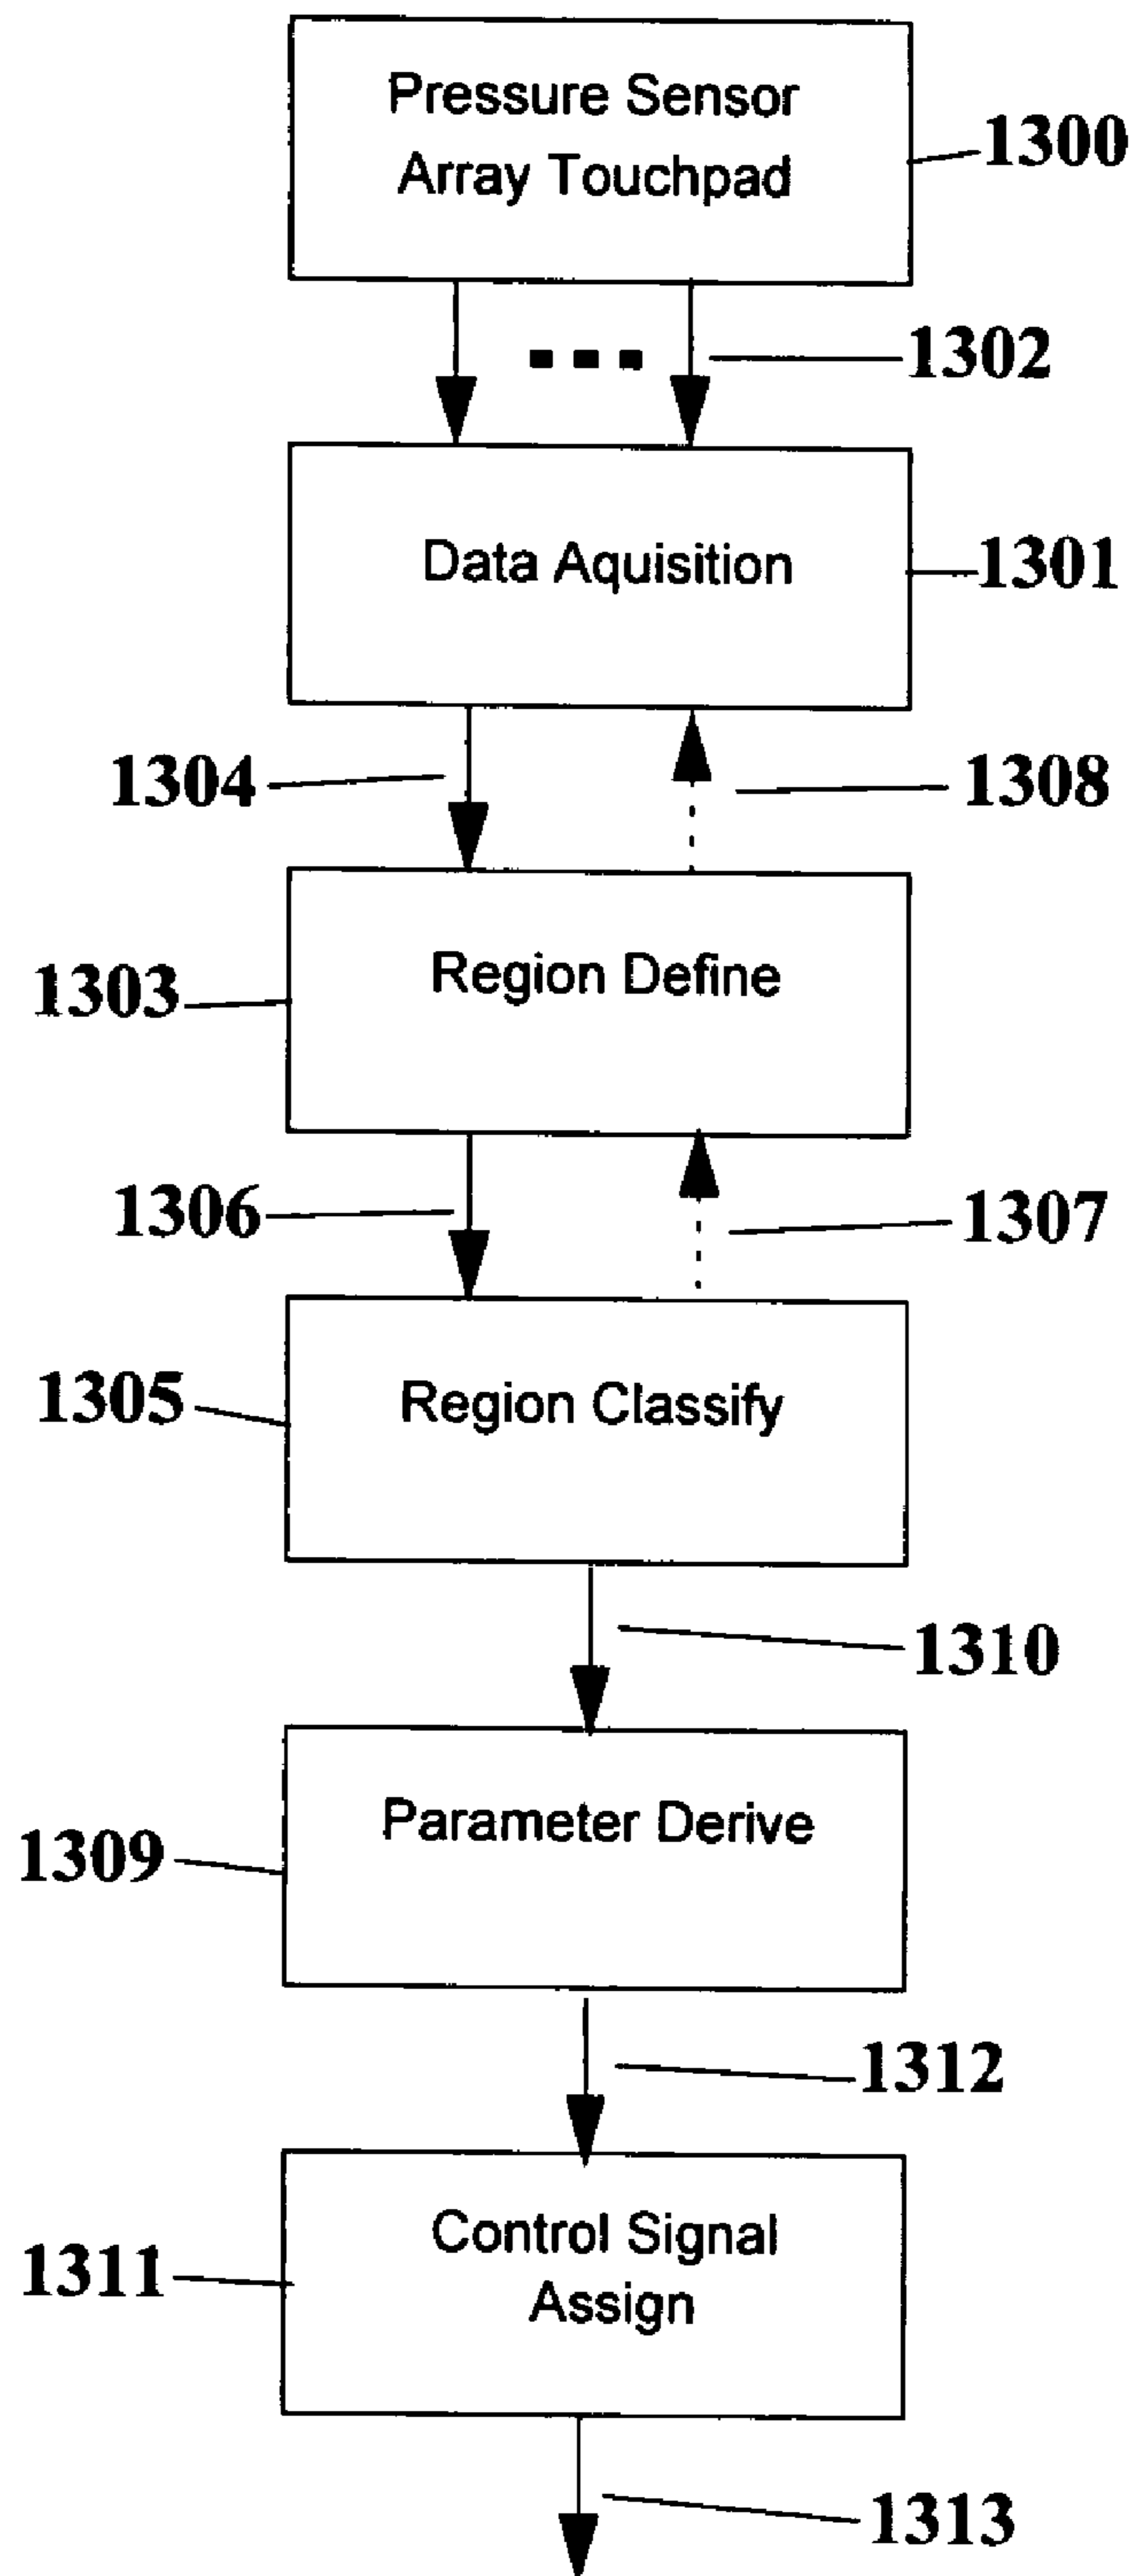 Pressure Sensor
Array Touchpad
1300
1302
Data Aquisition
1301
1304
1308
Region Define
1303
1306
1307
Region Classify
1305
1310
Parameter Derive
1309
1312
Control Signal
Assign
1311
1313